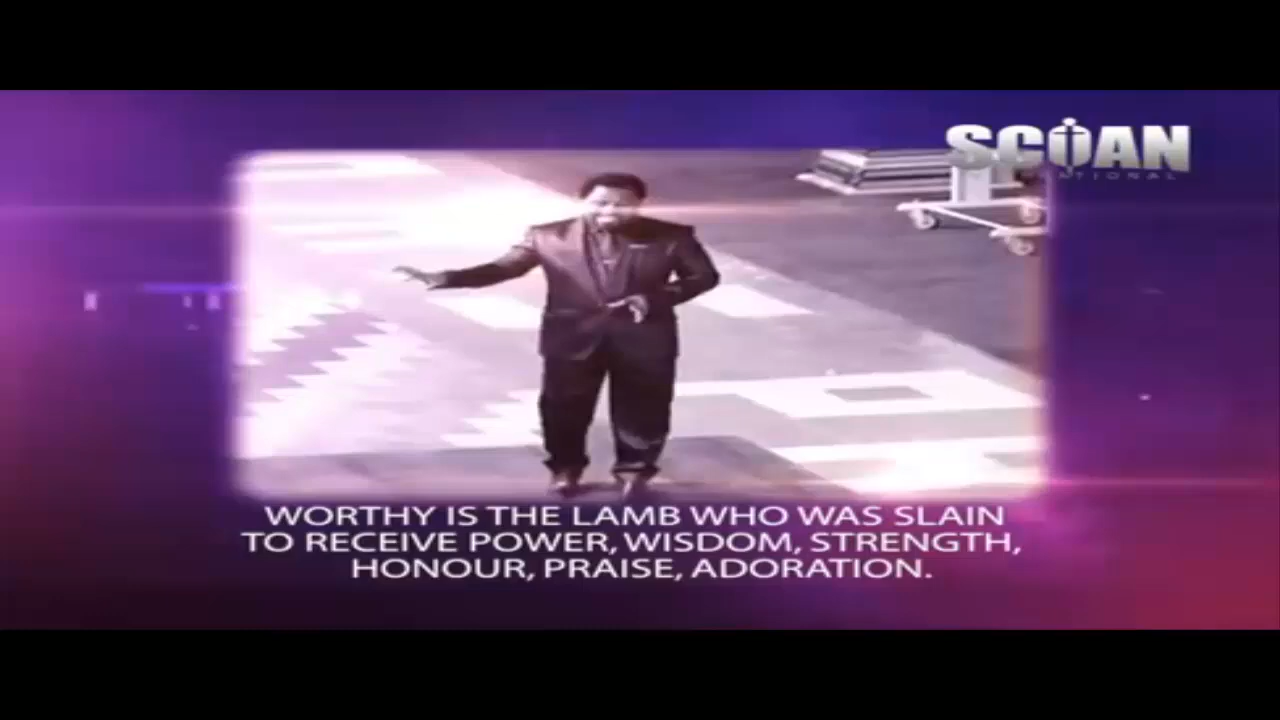 SCOAN
WORTHY IS THE LAMB WHO WAS SLAIN
TO RECEIVE POWER, WISDOM, STRENGTH,
HONOUR, PRAISE, ADORATION.